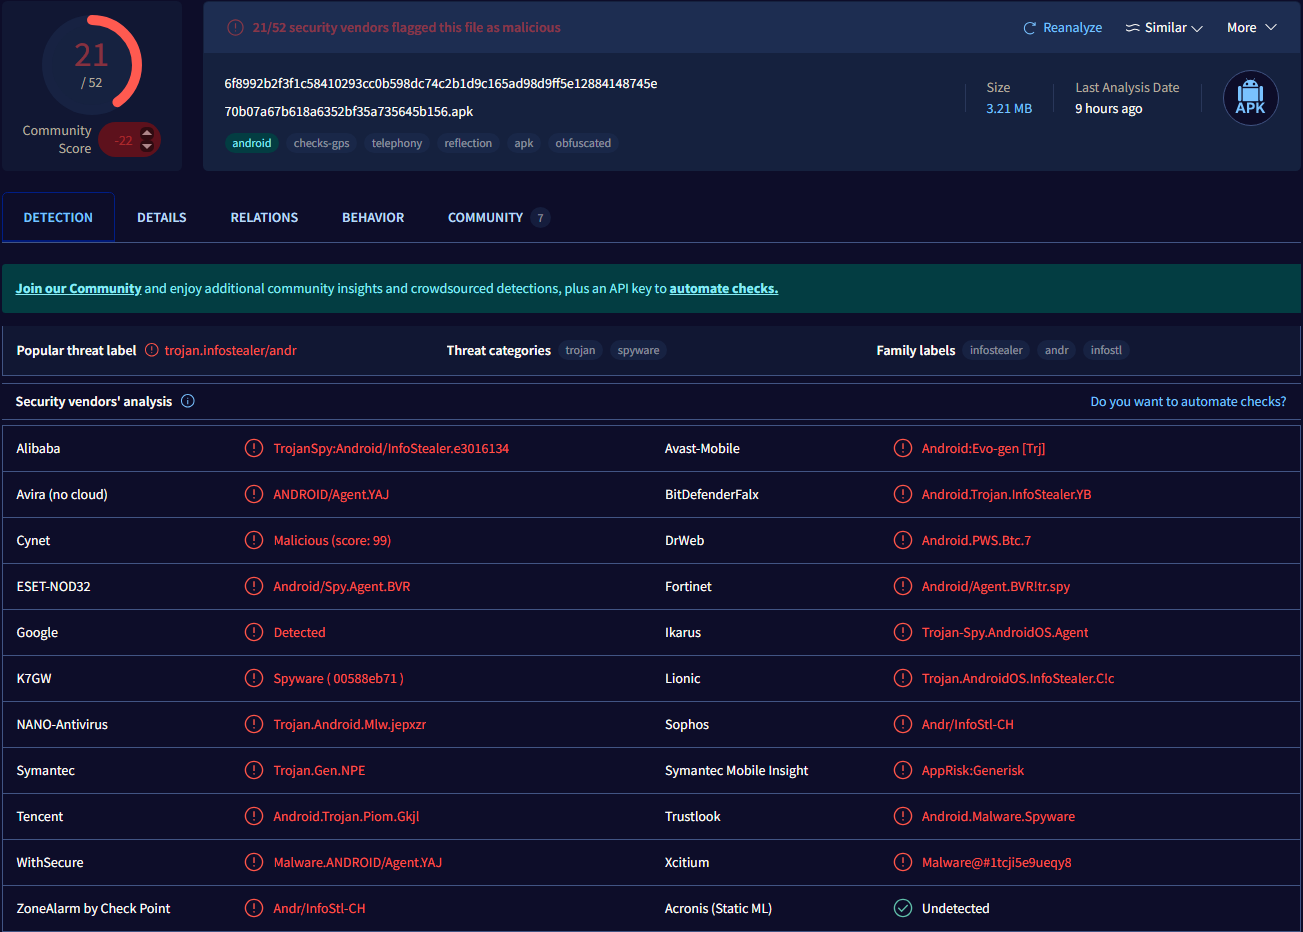 21
/ 52
Community Score
-22
21/52 security vendors flagged this file as malicious
Reanalyze
Similar
More
6f8992b2f3f1c58410293cc0b598dc74c2b1d9c165ad98d9ff5e12884148745e
70b07a67b618a6352bf35a735645b156.apk
android checks-gps telephony reflection apk obfuscated
Size
3.21 MB
Last Analysis Date
9 hours ago
APK
DETECTION DETAILS RELATIONS BEHAVIOR COMMUNITY 7
Join our Community and enjoy additional community insights and crowdsourced detections, plus an API key to automate checks.
Popular threat label trojan.infostealer/andr Threat categories trojan spyware Family labels infostealer andr infostl
Security vendors' analysis Do you want to automate checks?
Alibaba TrojanSpy:Android/InfoStealer.e3016134 Avast-Mobile Android:Evo-gen [Trj]
Avira (no cloud) ANDROID/Agent.YAJ BitDefenderFalx Android.Trojan.InfoStealer.YB
Cynet Malicious (score: 99) DrWeb Android.PWS.Btc.7
ESET-NOD32 Android/Spy.Agent.BVR Fortinet Android/Agent.BVR!tr.spy
Google Detected Ikarus Trojan-Spy.AndroidOS.Agent
K7GW Spyware ( 00588eb71 ) Lionic Trojan.AndroidOS.InfoStealer.C!c
NANO-Antivirus Trojan.Android.Mlw.jepxzr Sophos Andr/InfoStl-CH
Symantec Trojan.Gen.NPE Symantec Mobile Insight AppRisk:Generisk
Tencent Android.Trojan.Piom.Gkjl Trustlook Android.Malware.Spyware
WithSecure Malware.ANDROID/Agent.YAJ Xcitium Malware@#1tcji5e9ueqy8
ZoneAlarm by Check Point Andr/InfoStl-CH Acronis (Static ML) Undetected